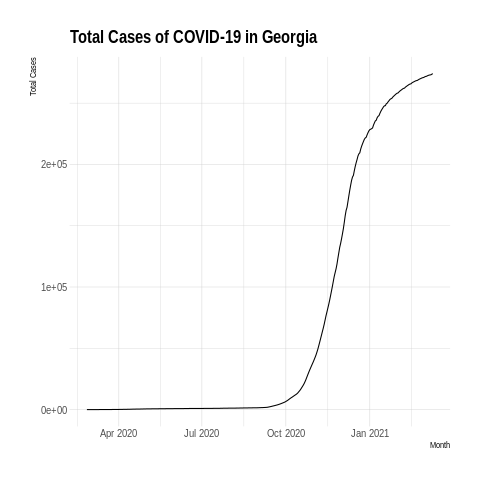 Total Cases of COVID-19 in Georgia
Total Cases
2e+05
1e+05
0e+00
Apr 2020
Jul 2020
Oct 2020
Jan 2021
Month